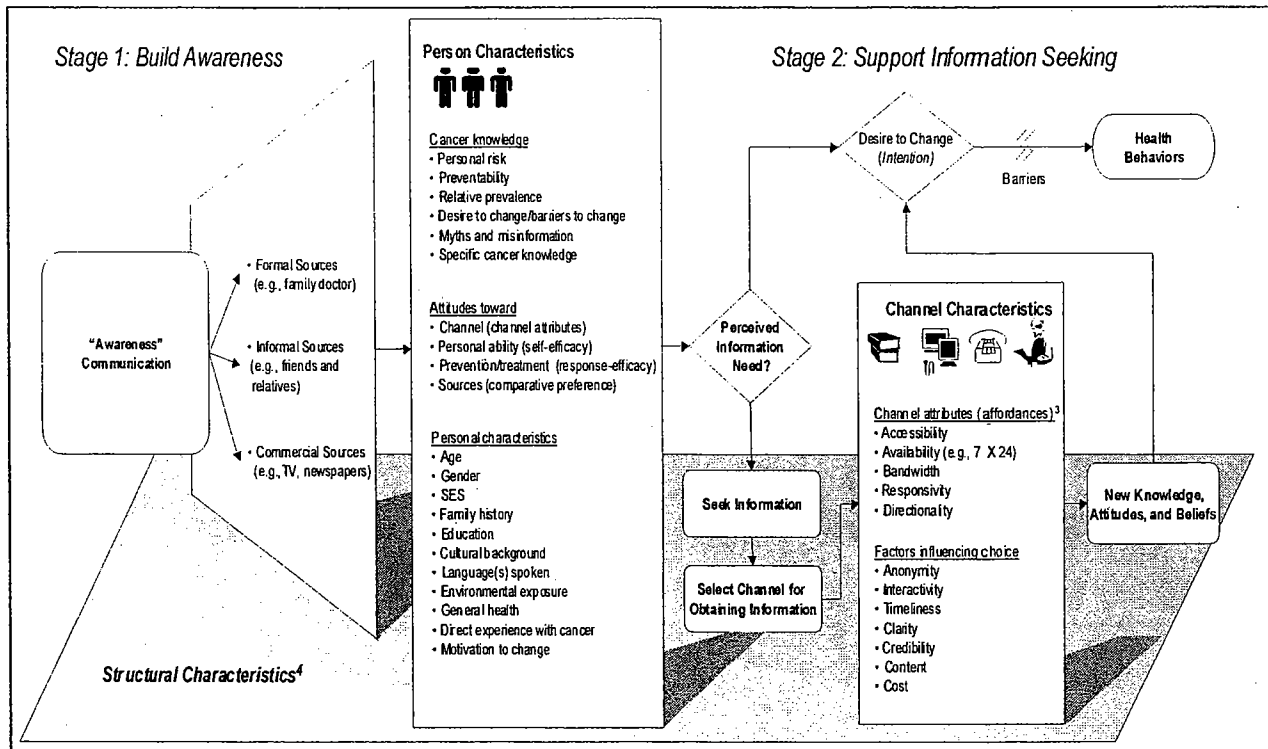 Stage 1: Build Awareness
"Awareness"
Communication
• Formal Sources
(e.g., family doctor)
• Informal Sources
(e.g., friends and
relatives)
• Commercial Sources
(e.g., TV, newspapers)
Structural Characteristics4
Person Characteristics
Cancer knowledge
• Personal risk
• Preventability
• Relative prevalence
• Desire to change/barriers to change
• Myths and misinformation
• Specific cancer knowledge
Attitudes toward
• Channel (channel attributes)
• Personal ability (self-efficacy)
• Prevention/treatment (response-efficacy)
• Sources (comparative preference)
Personal characteristics
• Age
• Gender
• SES
• Family history
• Education
• Cultural background
• Language(s) spoken
• Environmental exposure
• General health
• Direct experience with cancer
• Motivation to change
Stage 2: Support Information Seeking
Perceived
Information
Need?
Desire to Change
(Intention)
Barriers
Health
Behaviors
Seek Information
Select Channel for
Obtaining Information
Channel Characteristics
Channel attributes (affordances)3
• Accessibility
• Availability (e.g., 7 X 24)
• Bandwidth
• Responsivity
• Directionality
Factors influencing choice
• Anonymity
• Interactivity
• Timeliness
• Clarity
• Credibility
• Content
• Cost
New Knowledge,
Attitudes, and Beliefs